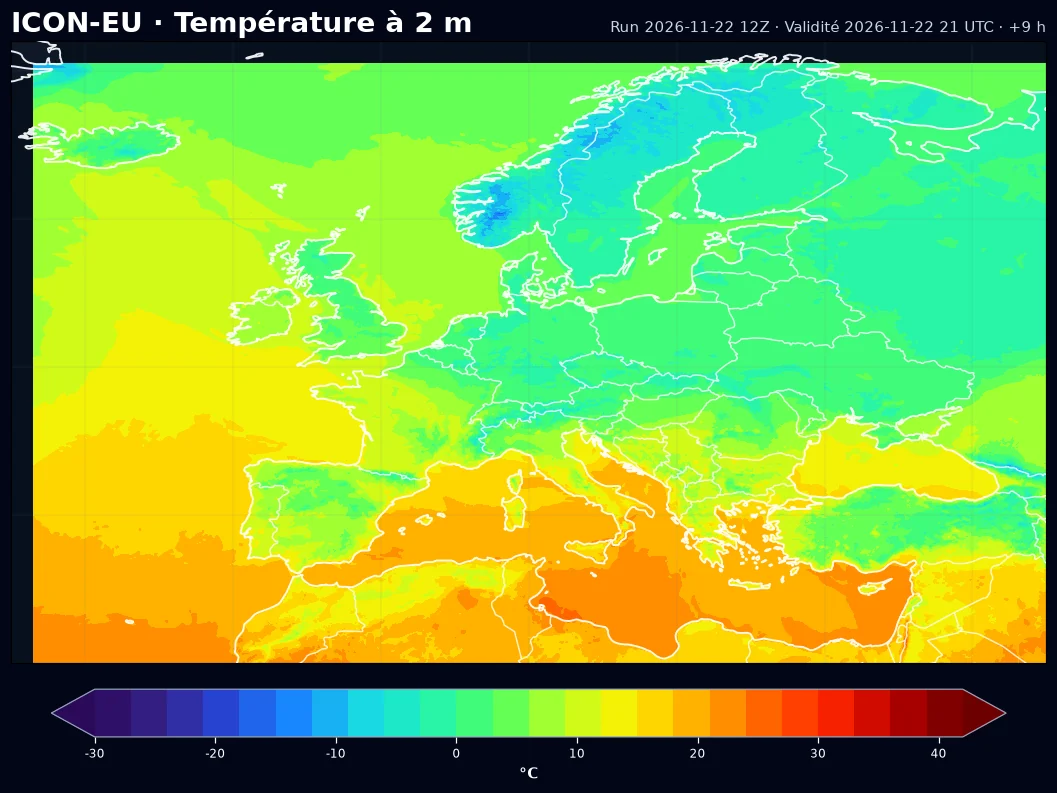 ICON-EU · Température à 2 m
Run 2026-11-22 12Z · Validité 2026-11-22 21 UTC · +9 h
-30 -20 -10 0 10 20 30 40
°C